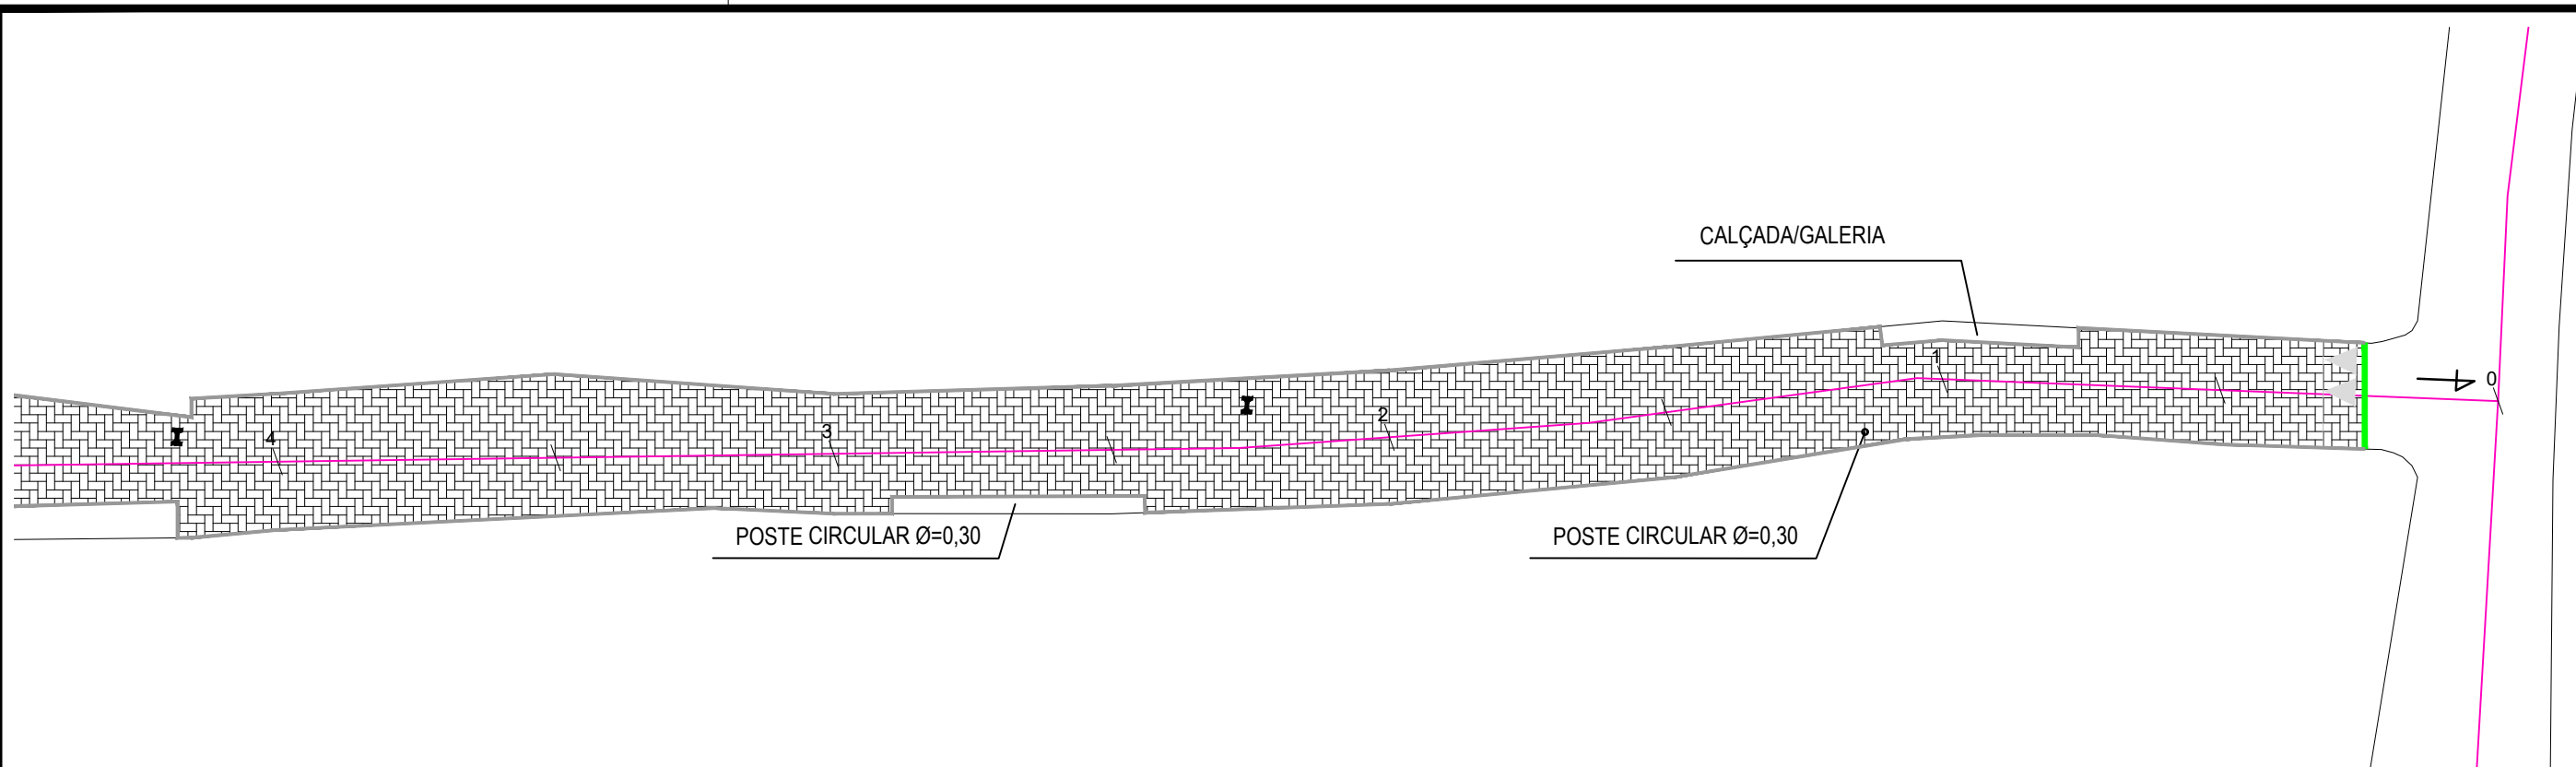 CALÇADA/GALERIA
1
0
2
3
4
POSTE CIRCULAR Ø=0,30
POSTE CIRCULAR Ø=0,30